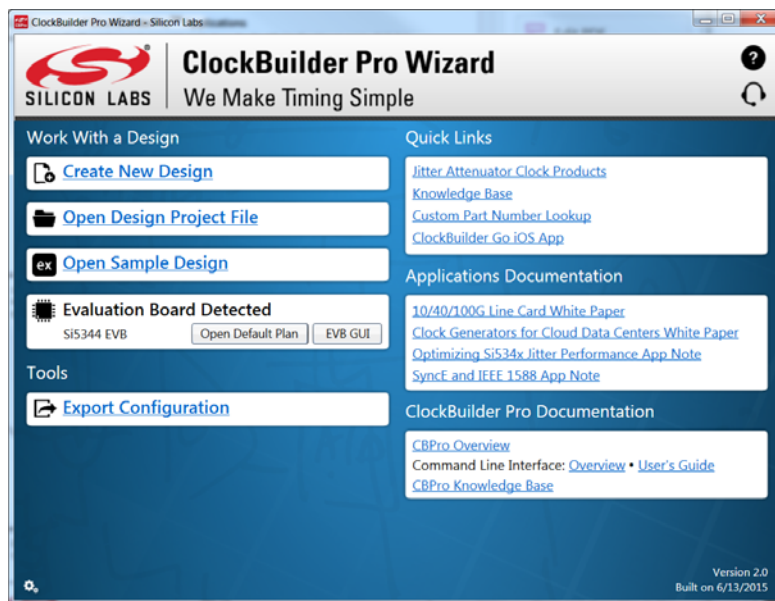 ClockBuilder Pro Wizard - Silicon Labs
SILICON LABS
ClockBuilder Pro Wizard
We Make Timing Simple
?
Work With a Design
Create New Design
Open Design Project File
ex Open Sample Design
Evaluation Board Detected
Si5344 EVB Open Default Plan EVB GUI
Tools
Export Configuration
Quick Links
Jitter Attenuator Clock Products
Knowledge Base
Custom Part Number Lookup
ClockBuilder Go iOS App
Applications Documentation
10/40/100G Line Card White Paper
Clock Generators for Cloud Data Centers White Paper
Optimizing Si534x Jitter Performance App Note
SyncE and IEEE 1588 App Note
ClockBuilder Pro Documentation
CBPro Overview
Command Line Interface: Overview • User's Guide
CBPro Knowledge Base
Version 2.0
Built on 6/13/2015